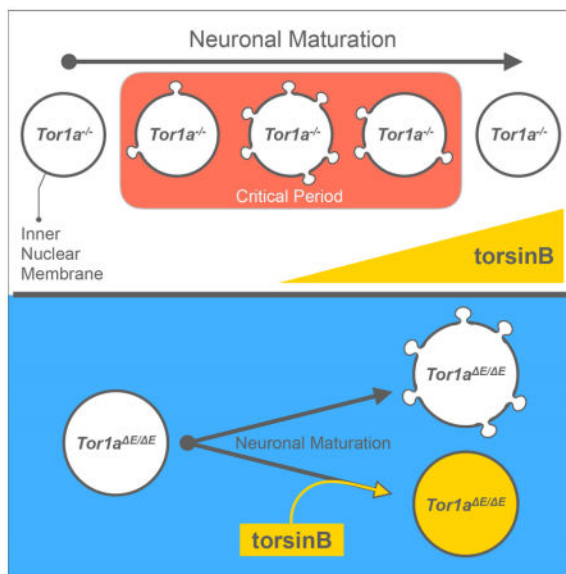 Neuronal Maturation
Tor1a-/- Tor1a-/- Tor1a-/- Tor1a-/- Tor1a-/-
Critical Period
Inner
Nuclear
Membrane
torsinB
Tor1aΔE/ΔE
Tor1aΔE/ΔE
Neuronal Maturation
Tor1aΔE/ΔE
torsinB